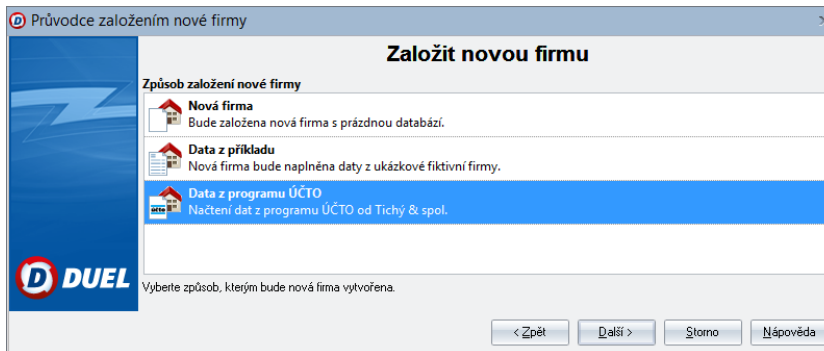 Průvodce založením nové firmy
Založit novou firmu
Způsob založení nové firmy
Nová firma
Bude založena nová firma s prázdnou databází.
Data z příkladu
Nová firma bude naplněna daty z ukázkové fiktivní firmy.
Data z programu ÚČTO
Načtení dat z programu ÚČTO od Tichý & spol.
DUEL
Vyberte způsob, kterým bude nová firma vytvořena.
< Zpět
Další >
Storno
Nápověda